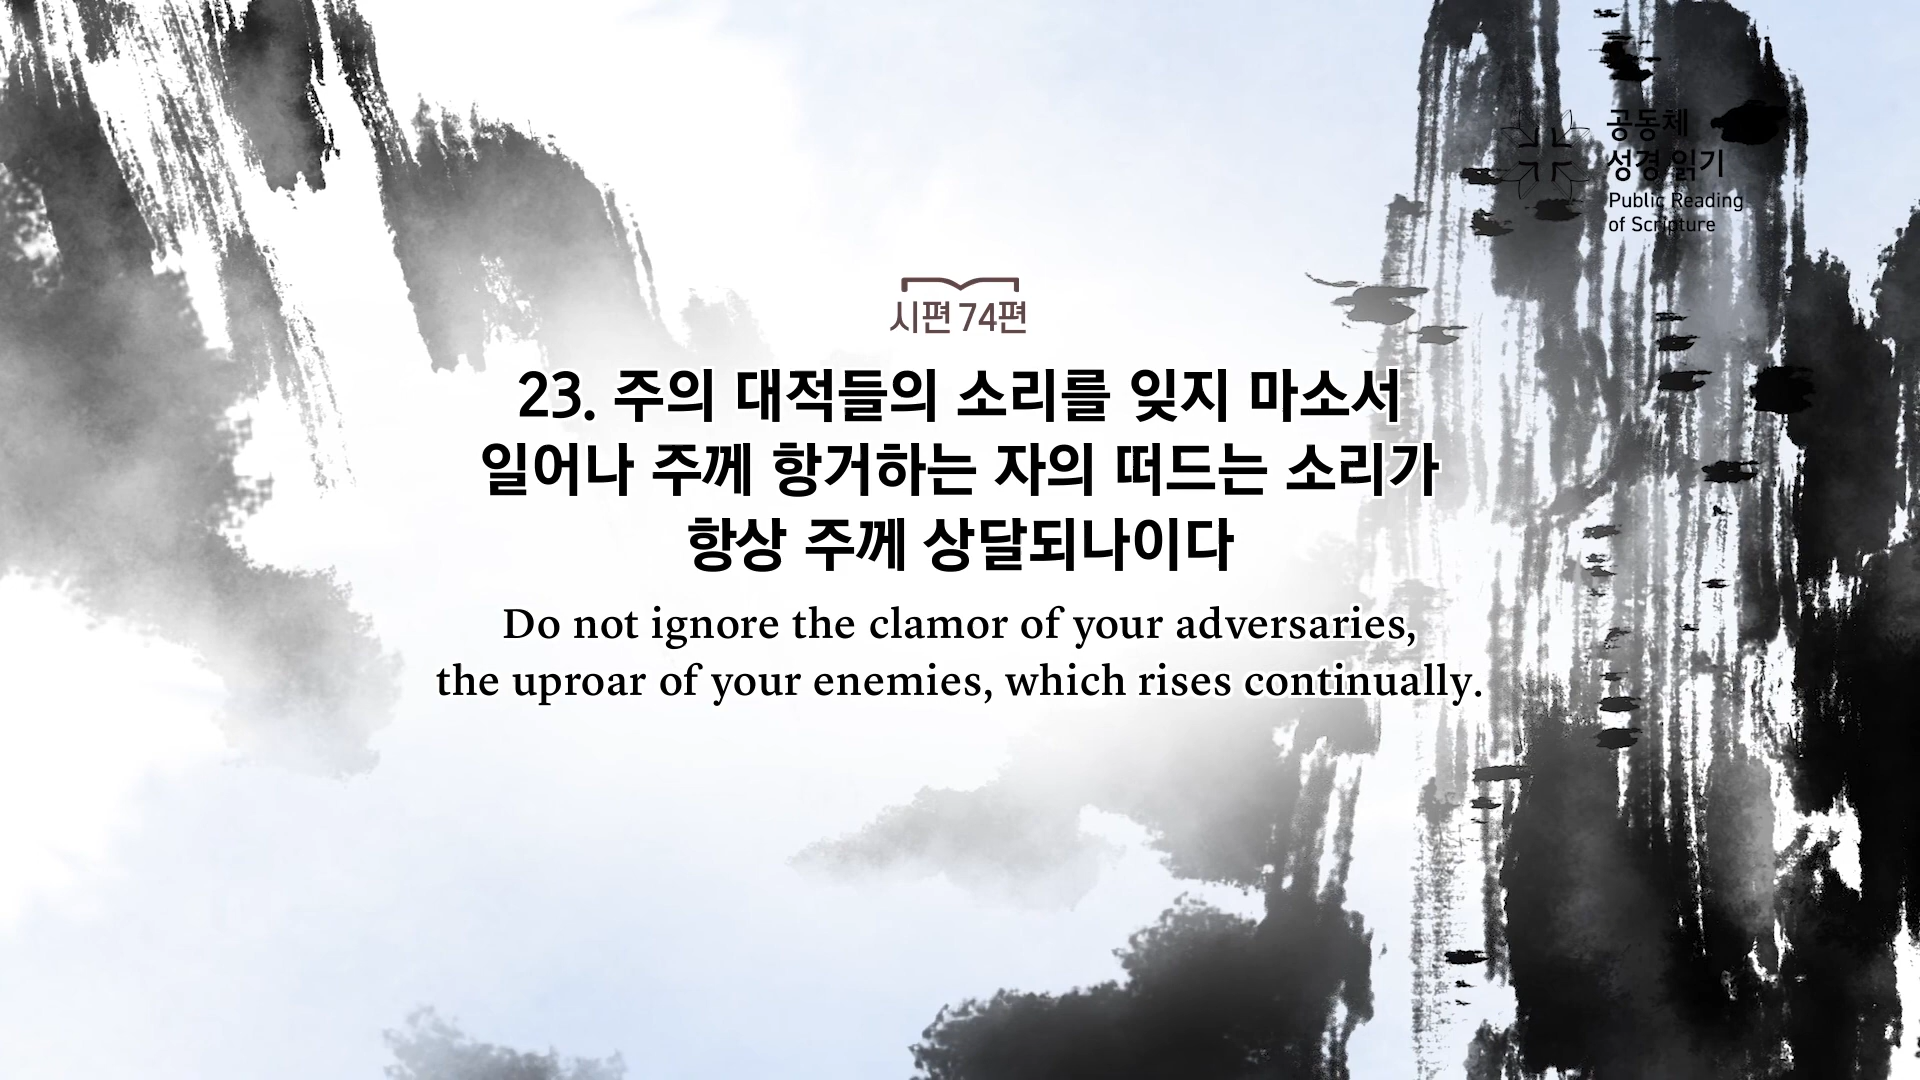 공동체
성경 읽기
Public Reading
of Scripture
시편 74편
23. 주의 대적들의 소리를 잊지 마소서
일어나 주께 항거하는 자의 떠드는 소리가
항상 주께 상달되나이다
Do not ignore the clamor of your adversaries,
the uproar of your enemies, which rises continually.